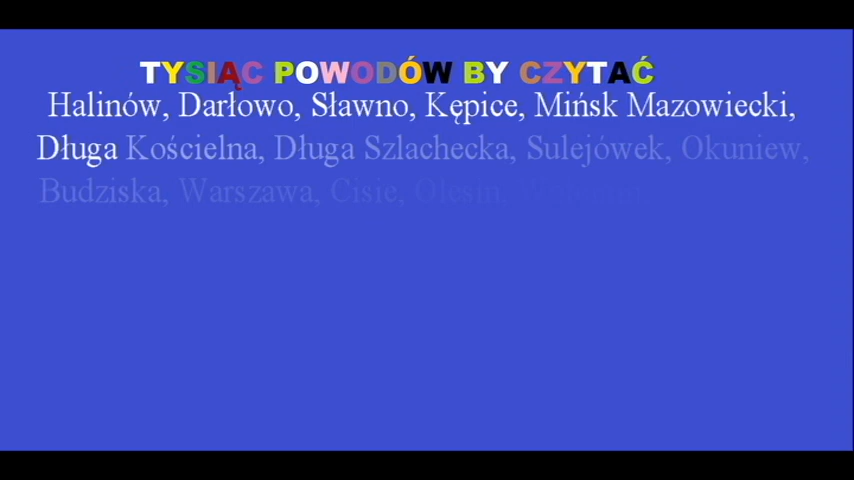 TYSIĄC POWODÓW BY CZYTAĆ
Halinów, Darłowo, Sławno, Kępice, Mińsk Mazowiecki,
Długa Kościelna, Długa Szlachecka, Sulejówek, Okuniew,
Budziska, Warszawa, Cisie, Olesin,